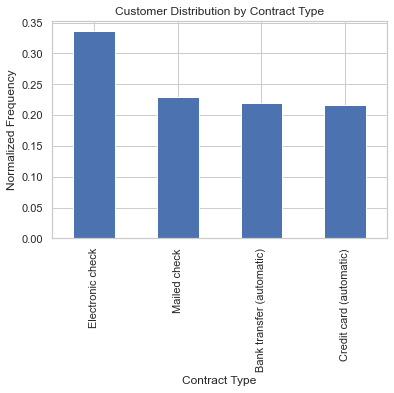 Customer Distribution by Contract Type
Normalized Frequency
0.35
0.30
0.25
0.20
0.15
0.10
0.05
0.00
Electronic check
Mailed check
Bank transfer (automatic)
Credit card (automatic)
Contract Type